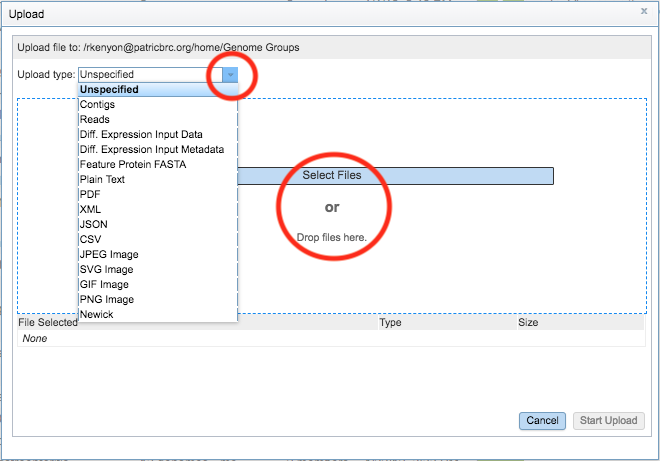 Upload
Upload file to: /rkenyon@patricbrc.org/home/Genome Groups
Upload type: Unspecified
Unspecified
Contigs
Reads
Diff. Expression Input Data
Diff. Expression Input Metadata
Feature Protein FASTA
Plain Text
PDF
XML
JSON
CSV
JPEG Image
SVG Image
GIF Image
PNG Image
Newick
Select Files
or
Drop files here.
File Selected Type Size
None
Cancel Start Upload